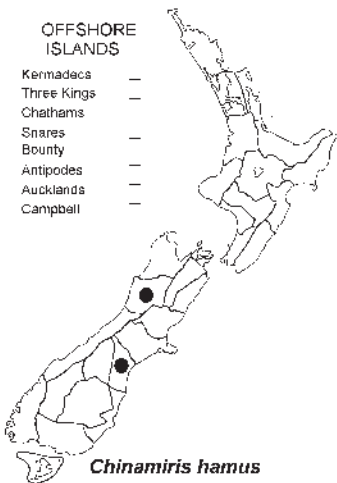 OFFSHORE
ISLANDS
Kermadecs –
Three Kings –
Chathams
Snares –
Bounty –
Antipodes –
Aucklands –
Campbell –
Chinamiris hamus